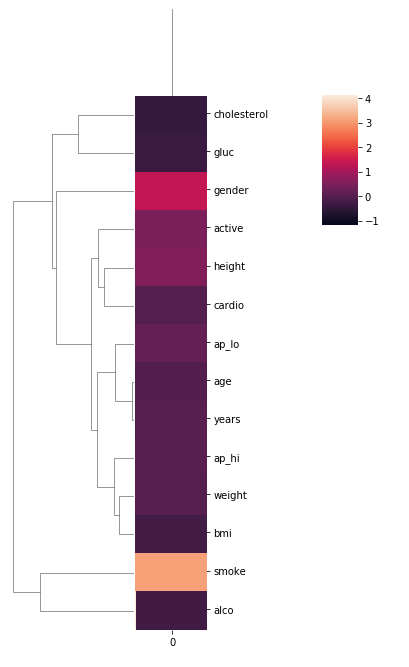 cholesterol
gluc
gender
active
height
cardio
ap_lo
age
years
ap_hi
weight
bmi
smoke
alco
0
4
3
2
1
0
−1